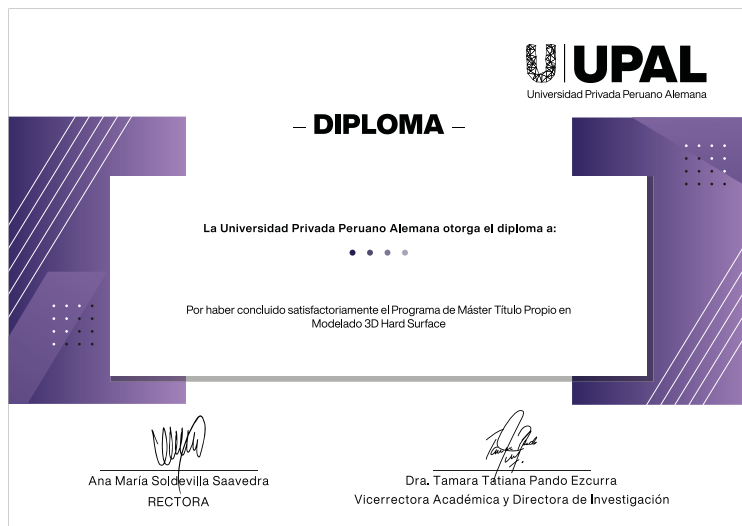 UPAL
Universidad Privada Peruano Alemana
– DIPLOMA –
La Universidad Privada Peruano Alemana otorga el diploma a:
Por haber concluido satisfactoriamente el Programa de Máster Título Propio en
Modelado 3D Hard Surface
Ana María Soldevilla Saavedra
RECTORA
Dra. Tamara Tatiana Pando Ezcurra
Vicerrectora Académica y Directora de Investigación